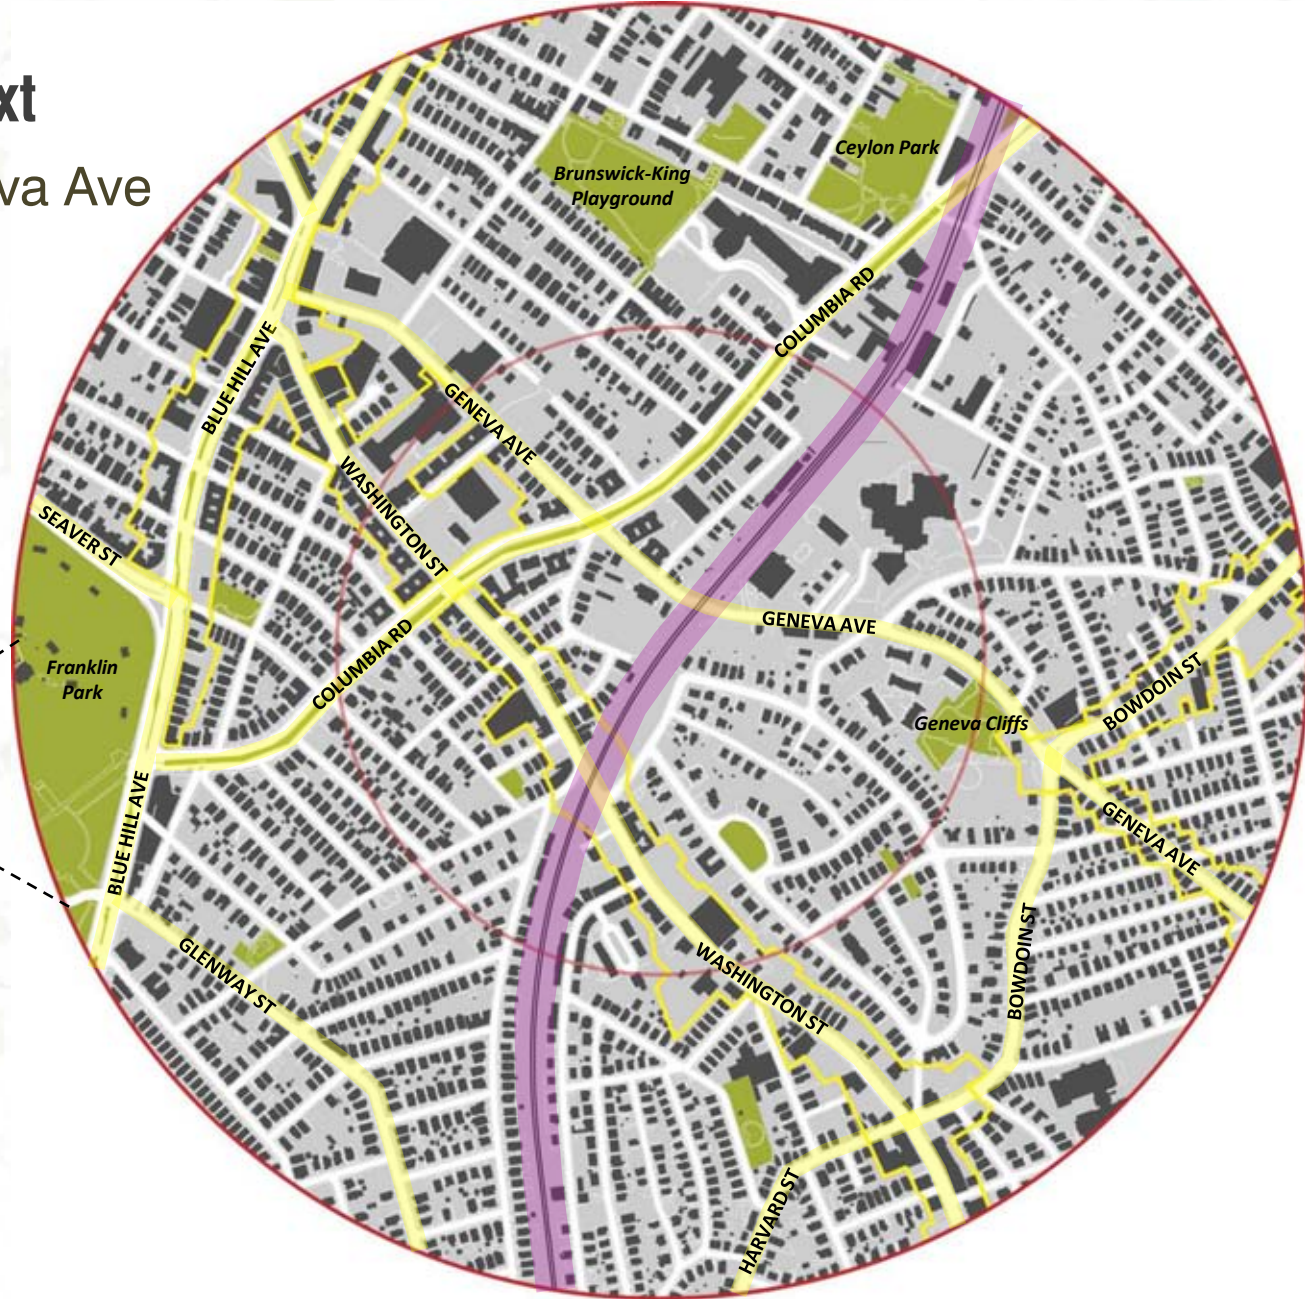 xt
va Ave
Ceylon Park
Brunswick-King
Playground
COLUMBIA RD
BLUE HILL AVE
GENEVA AVE
WASHINGTON ST
SEAVER ST
GENEVA AVE
COLUMBIA RD
Franklin
Park
BOWDOIN ST
Geneva Cliffs
BLUE HILL AVE
GENEVA AVE
GLENWAY ST
BOWDOIN ST
WASHINGTON ST
HARVARD ST